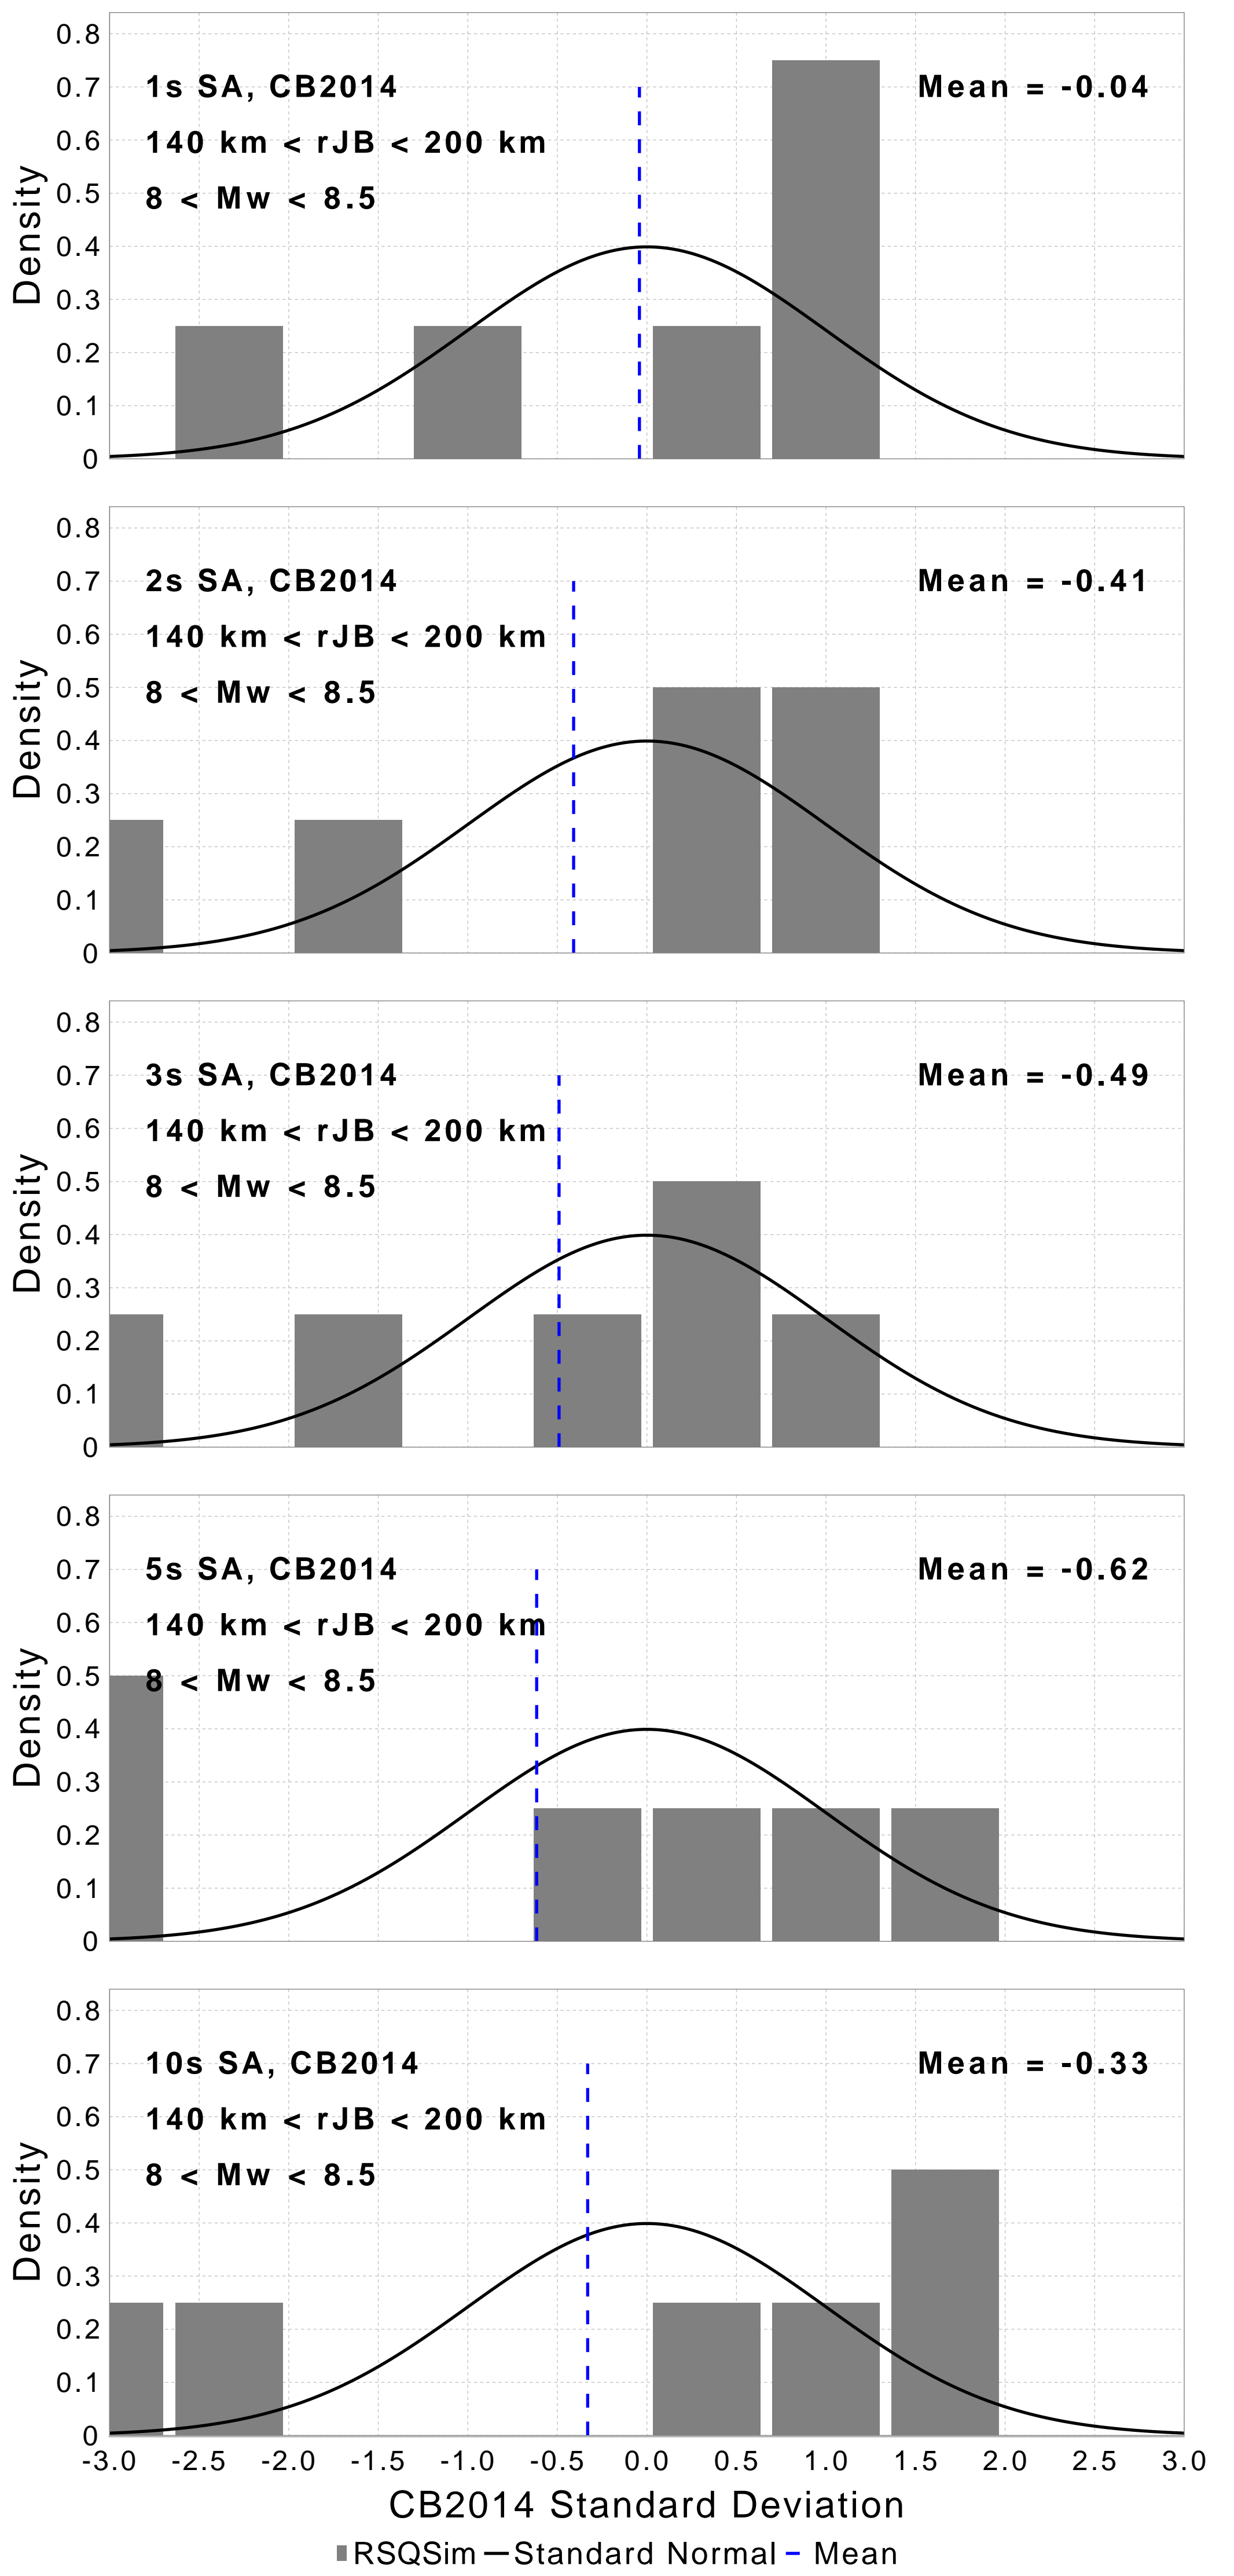 0.8
0.7
0.6
0.5
0.4
0.3
0.2
0.1
0
Density
1s SA, CB2014
Mean = -0.04
140 km < rJB < 200 km
8 < Mw < 8.5
0.8
0.7
0.6
0.5
0.4
0.3
0.2
0.1
0
Density
2s SA, CB2014
Mean = -0.41
140 km < rJB < 200 km
8 < Mw < 8.5
0.8
0.7
0.6
0.5
0.4
0.3
0.2
0.1
0
Density
3s SA, CB2014
Mean = -0.49
140 km < rJB < 200 km
8 < Mw < 8.5
0.8
0.7
0.6
0.5
0.4
0.3
0.2
0.1
0
Density
5s SA, CB2014
Mean = -0.62
140 km < rJB < 200 km
8 < Mw < 8.5
0.8
0.7
0.6
0.5
0.4
0.3
0.2
0.1
0
Density
10s SA, CB2014
Mean = -0.33
140 km < rJB < 200 km
8 < Mw < 8.5
-3.0 -2.5 -2.0 -1.5 -1.0 -0.5 0.0 0.5 1.0 1.5 2.0 2.5 3.0
CB2014 Standard Deviation
RSQSim Standard Normal Mean